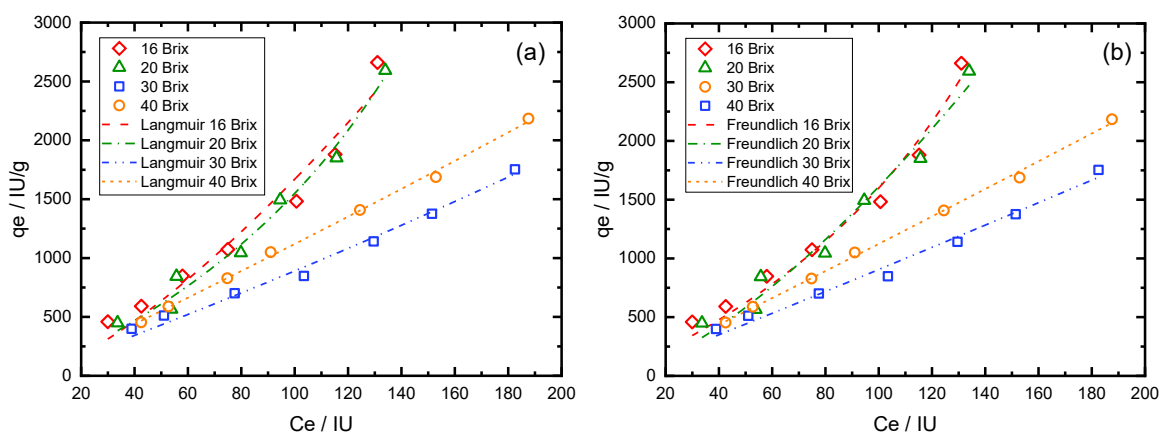 3000
2500
2000
1500
1000
500
0
qe / IU/g
16 Brix
20 Brix
30 Brix
40 Brix
Langmuir 16 Brix
Langmuir 20 Brix
Langmuir 30 Brix
Langmuir 40 Brix
(a)
20 40 60 80 100 120 140 160 180 200
Ce / IU
3000
2500
2000
1500
1000
500
0
qe / IU/g
16 Brix
20 Brix
30 Brix
40 Brix
Freundlich 16 Brix
Freundlich 20 Brix
Freundlich 30 Brix
Freundlich 40 Brix
(b)
20 40 60 80 100 120 140 160 180 200
Ce / IU